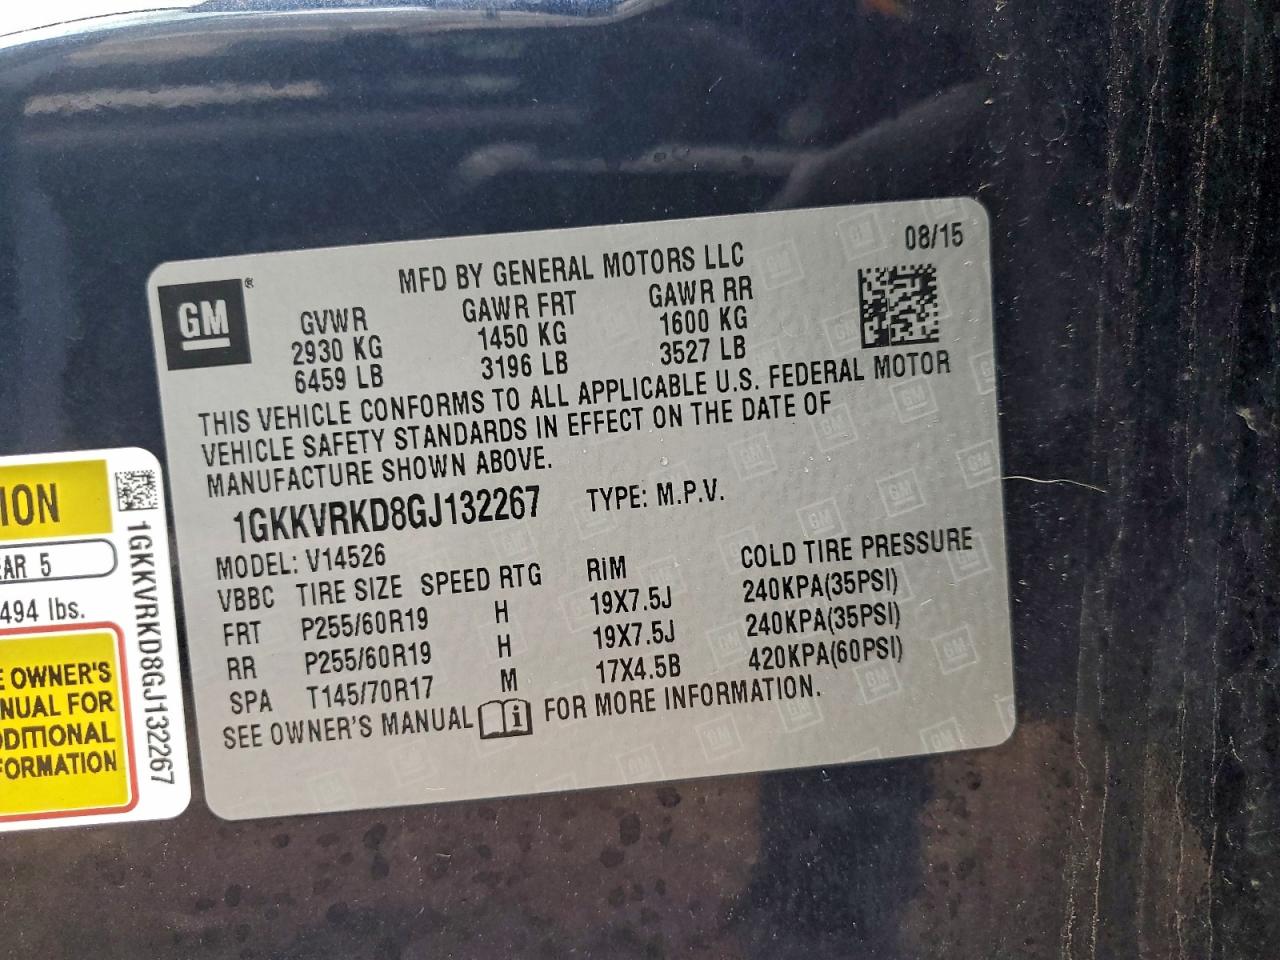 08/15
GM
®
MFD BY GENERAL MOTORS LLC
GVWR GAWR FRT GAWR RR
2930 KG 1450 KG 1600 KG
6459 LB 3196 LB 3527 LB
THIS VEHICLE CONFORMS TO ALL APPLICABLE U.S. FEDERAL MOTOR
VEHICLE SAFETY STANDARDS IN EFFECT ON THE DATE OF
MANUFACTURE SHOWN ABOVE.
1GKKVRKD8GJ132267 TYPE: M.P.V.
MODEL: V14526
VBBC TIRE SIZE SPEED RTG RiM COLD TIRE PRESSURE
FRT P255/60R19 H 19X7.5J 240KPA(35PSI)
RR P255/60R19 H 19X7.5J 240KPA(35PSI)
SPA T145/70R17 M 17X4.5B 420KPA(60PSI)
SEE OWNER'S MANUAL i FOR MORE INFORMATION.
ION
EAR 5
494 lbs.
E OWNER'S
NUAL FOR
DDITIONAL
FORMATION
1GKKVRKD8GJ132267